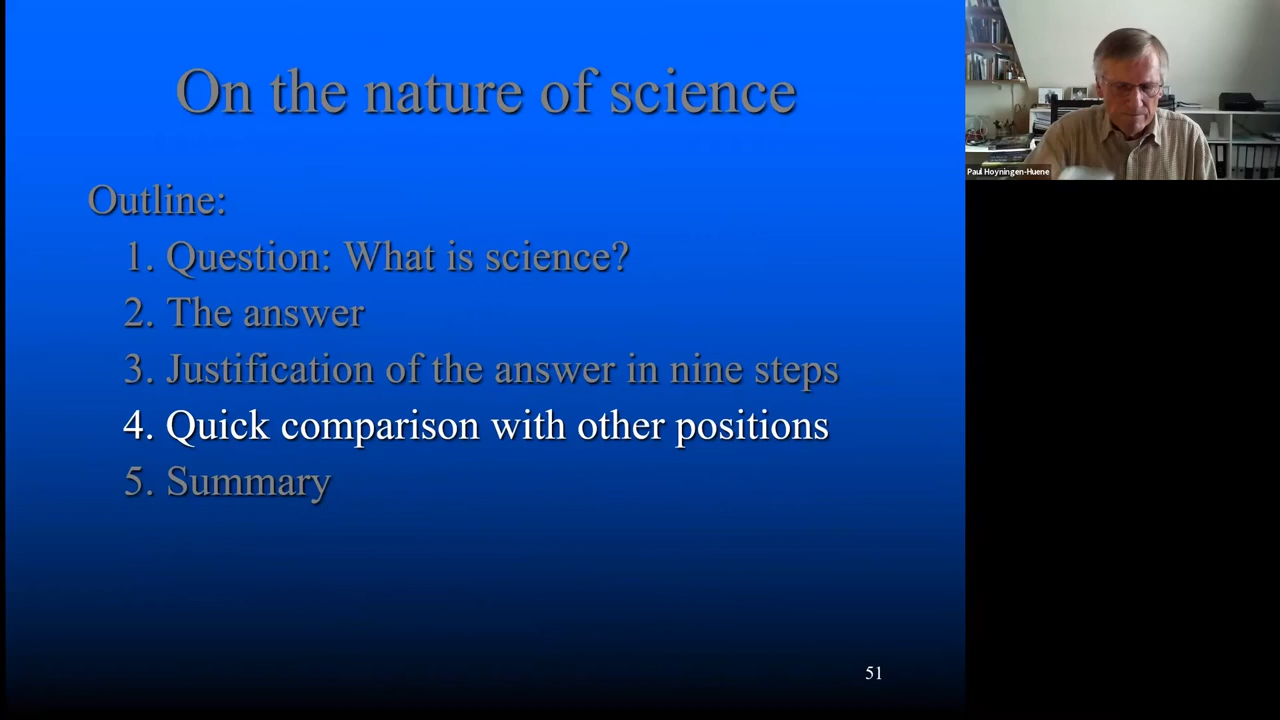 On the nature of science
Outline:
1. Question: What is science?
2. The answer
3. Justification of the answer in nine steps
4. Quick comparison with other positions
5. Summary
51
Paul Hoyningen-Huene